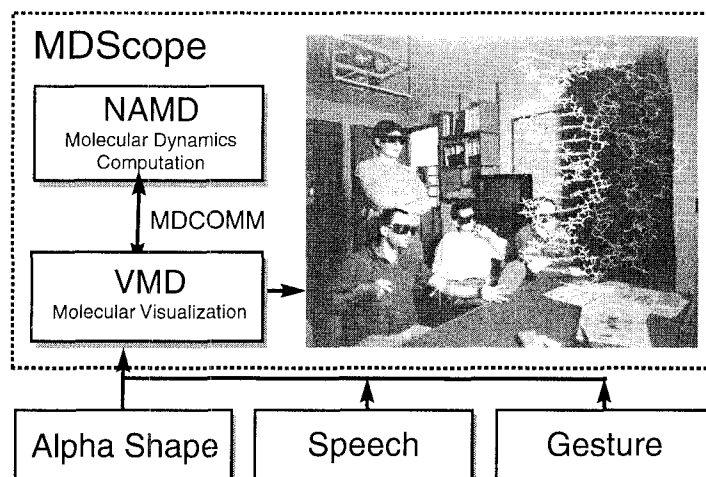 MDScope
NAMD
Molecular Dynamics
Computation
MDCOMM
VMD
Molecular Visualization
Alpha Shape
Speech
Gesture